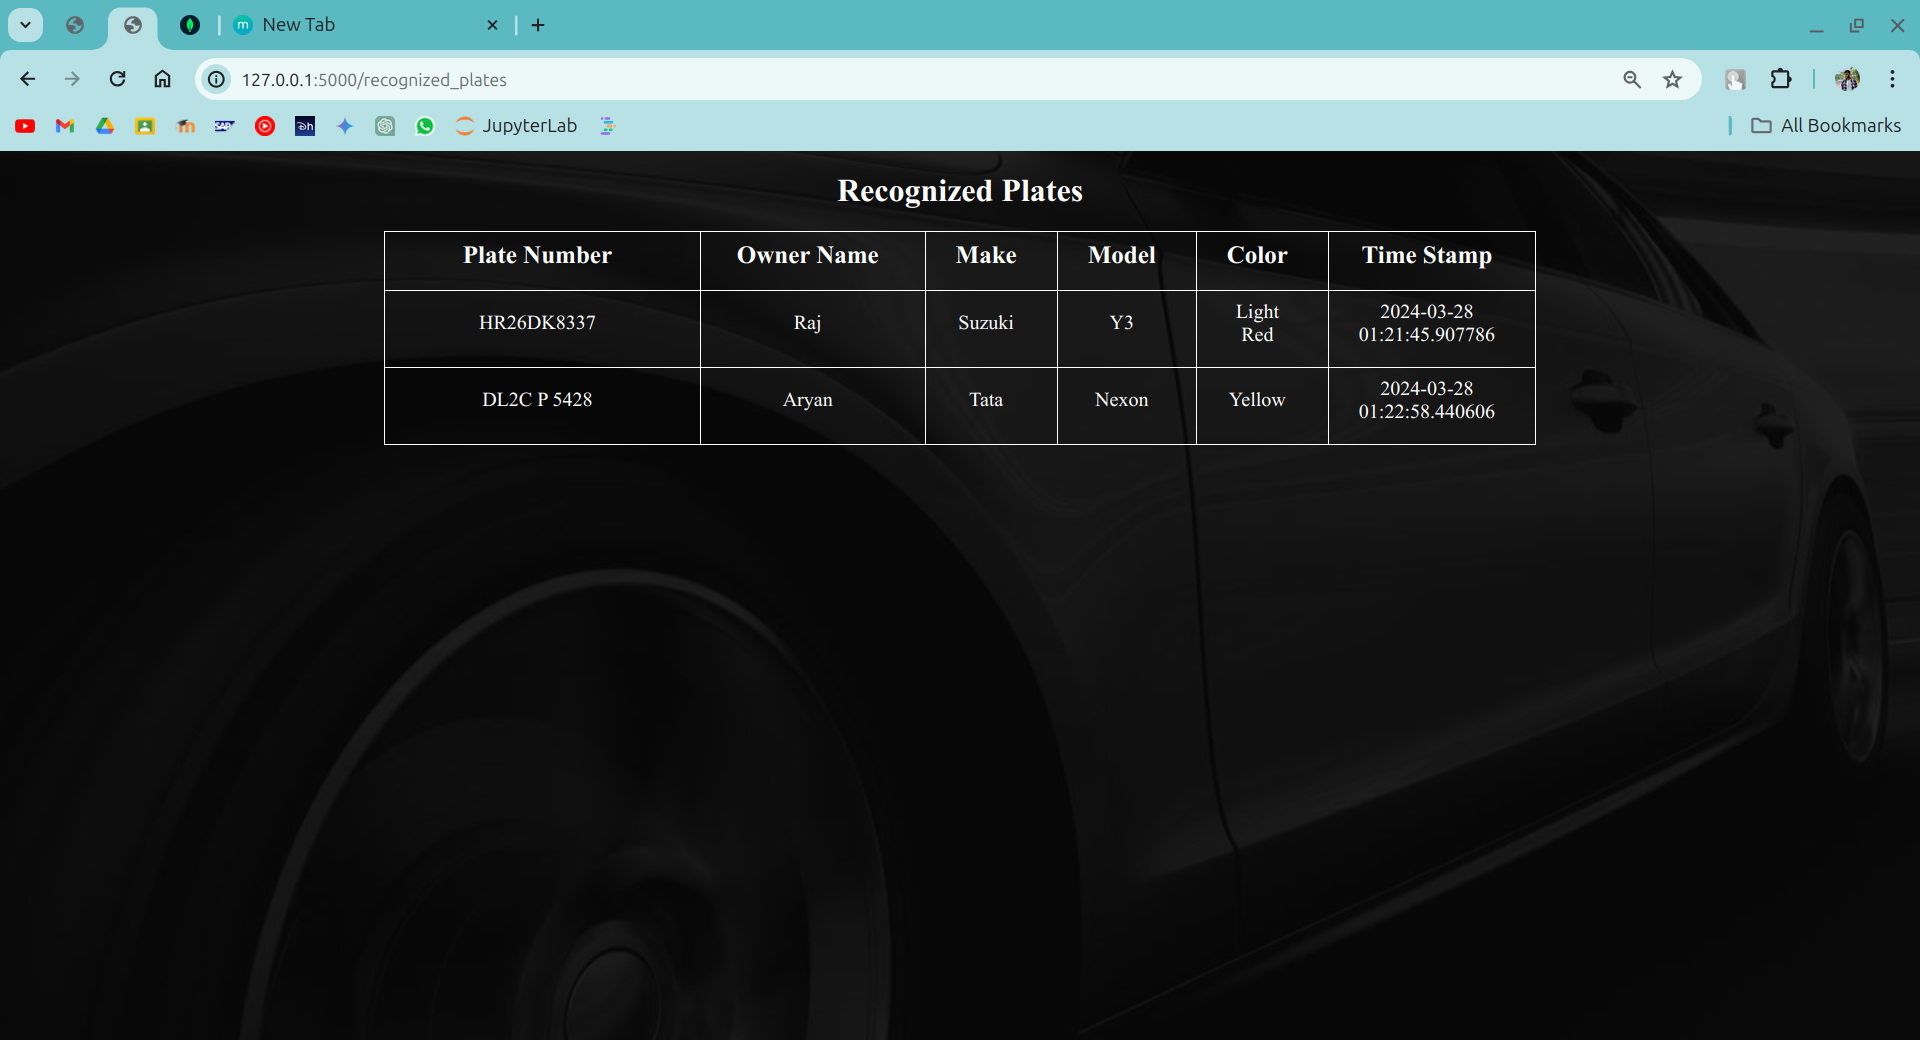 m New Tab
127.0.0.1:5000/recognized_plates
SAP Dh JupyterLab All Bookmarks
Recognized Plates
Plate Number Owner Name Make Model Color Time Stamp
HR26DK8337 Raj Suzuki Y3 Light Red 2024-03-28 01:21:45.907786
DL2C P 5428 Aryan Tata Nexon Yellow 2024-03-28 01:22:58.440606